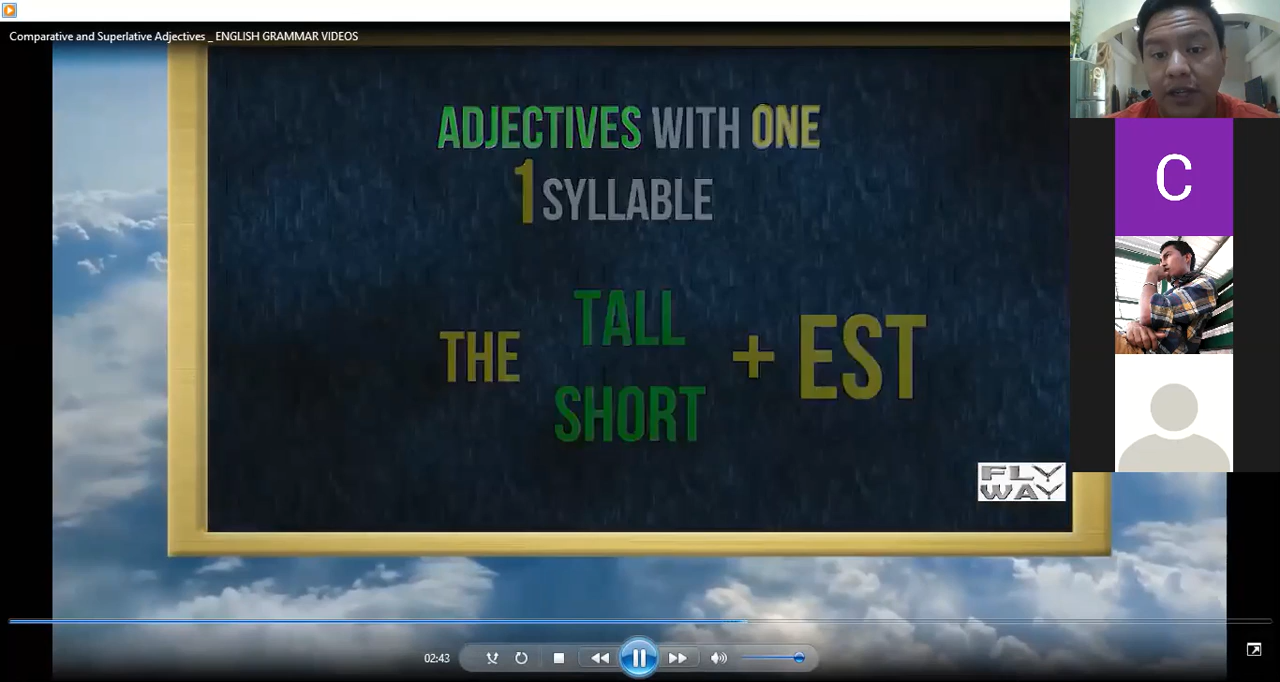 Comparative and Superlative Adjectives _ ENGLISH GRAMMAR VIDEOS
ADJECTIVES WITH ONE
1 SYLLABLE
THE TALL SHORT + EST
FLY
WAY
C
02:43